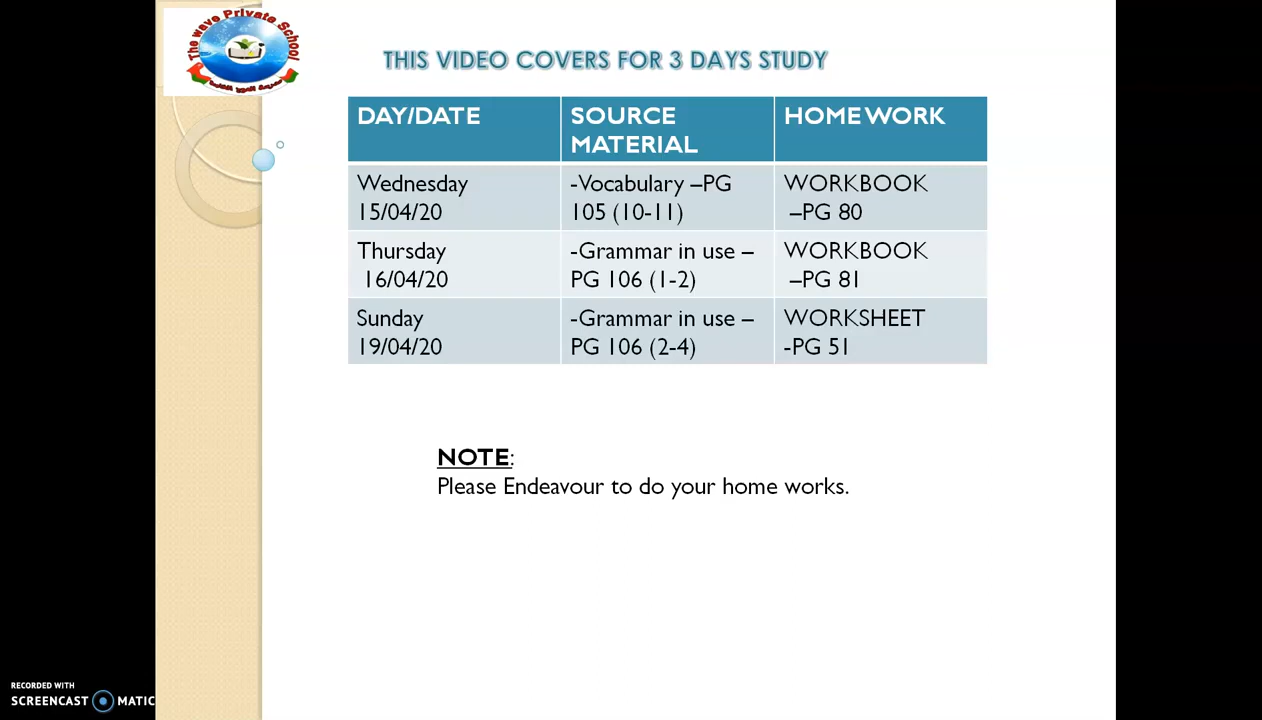 The wave Private School
THIS VIDEO COVERS FOR 3 DAYS STUDY
DAY/DATE
SOURCE
MATERIAL
HOME WORK
Wednesday
15/04/20
-Vocabulary –PG
105 (10-11)
WORKBOOK
–PG 80
Thursday
16/04/20
-Grammar in use –
PG 106 (1-2)
WORKBOOK
–PG 81
Sunday
19/04/20
-Grammar in use –
PG 106 (2-4)
WORKSHEET
-PG 51
NOTE:
Please Endeavour to do your home works.
RECORDED WITH
SCREENCAST MATIC